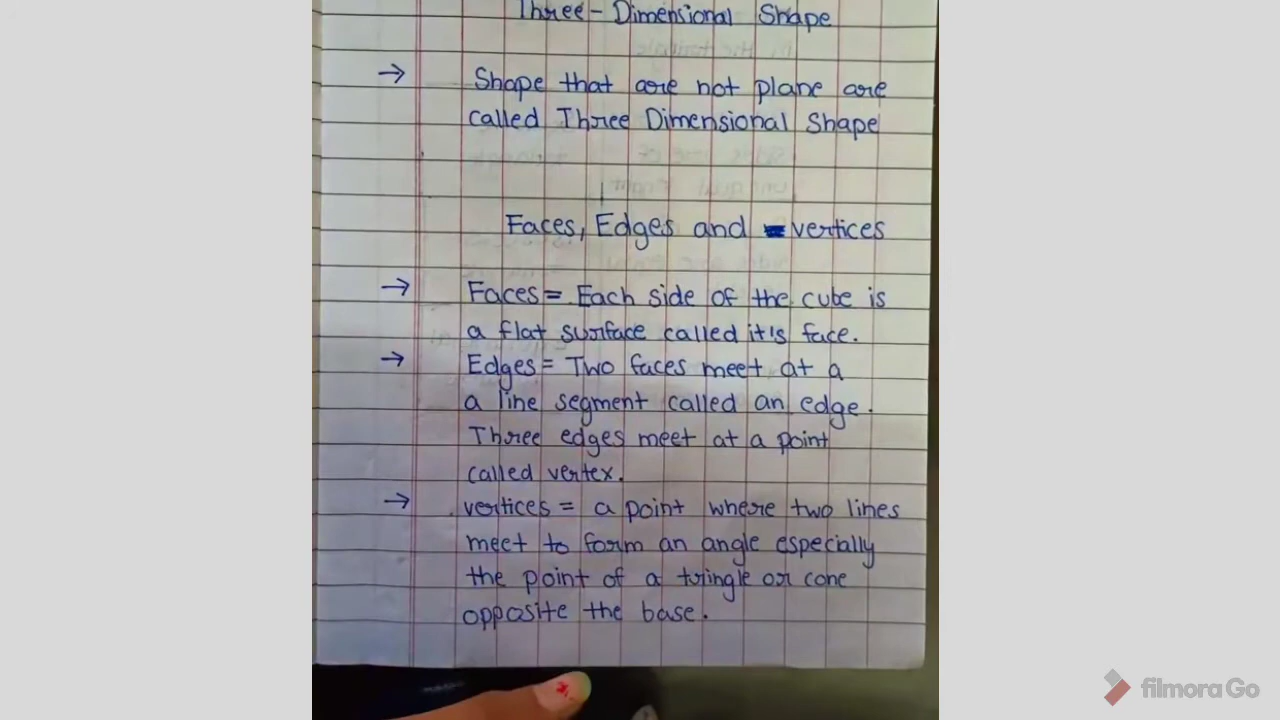 Three-Dimensional Shape
→ Shape that are not plane are
called Three Dimensional Shape
Faces, Edges and vertices
→ Faces = Each side of the cube is
a flat surface called it's face.
→ Edges = Two faces meet at a
a line segment called an edge.
Three edges meet at a point
called vertex.
→ vertices = a point where two lines
meet to form an angle especially
the point of a tringle or cone
opposite the base.
filmoraGo